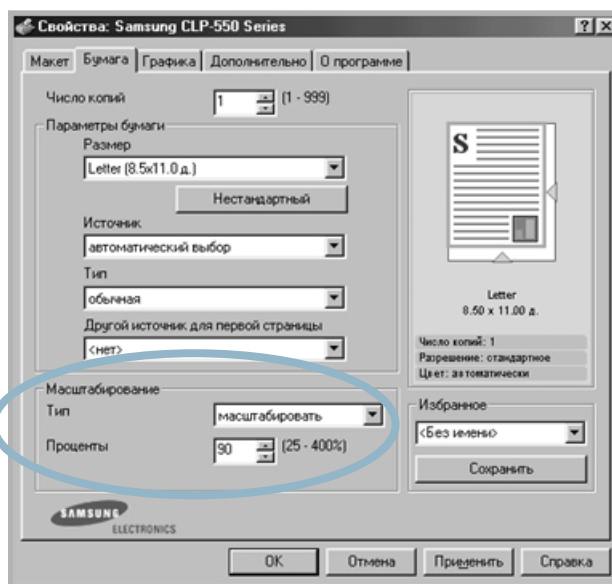 Свойства: Samsung CLP-550 Series
Макет Бумага Графика Дополнительно О программе
Число копий 1 (1 - 999)
Параметры бумаги
Размер
Letter (8.5x11.0 д.)
Нестандартный
Источник
автоматический выбор
Тип
обычная
Другой источник для первой страницы
<нет>
Масштабирование
Тип масштабировать
Проценты 90 (25 - 400%)
S
Letter
8.50 x 11.00 д.
Число копий: 1
Разрешение: стандартное
Цвет: автоматически
Избранное
<Без имени>
Сохранить
SAMSUNG
ELECTRONICS
OK Отмена Применить Справка